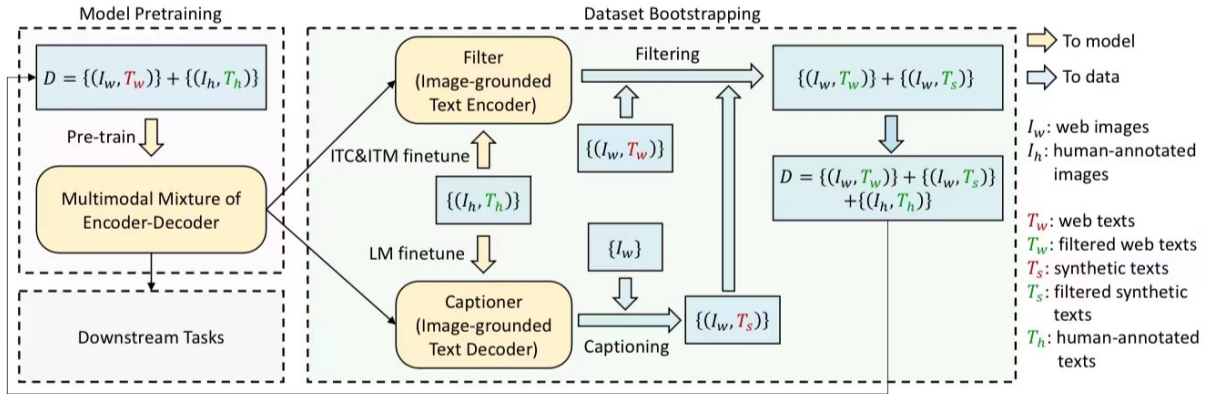 Model Pretraining
D = {(I_w, T_w)} + {(I_h, T_h)}
Pre-train
Multimodal Mixture of
Encoder-Decoder
Downstream Tasks
Dataset Bootstrapping
Filter
(Image-grounded
Text Encoder)
ITC&ITM finetune
{(I_h, T_h)}
LM finetune
Captioner
(Image-grounded
Text Decoder)
Filtering
{(I_w, T_w)}
{I_w}
Captioning
{(I_w, T_s)}
{(I_w, T_w)} + {(I_w, T_s)}
D = {(I_w, T_w)} + {(I_w, T_s)}
+{(I_h, T_h)}
To model
To data
I_w: web images
I_h: human-annotated
images
T_w: web texts
T_w: filtered web texts
T_s: synthetic texts
T_s: filtered synthetic
texts
T_h: human-annotated
texts